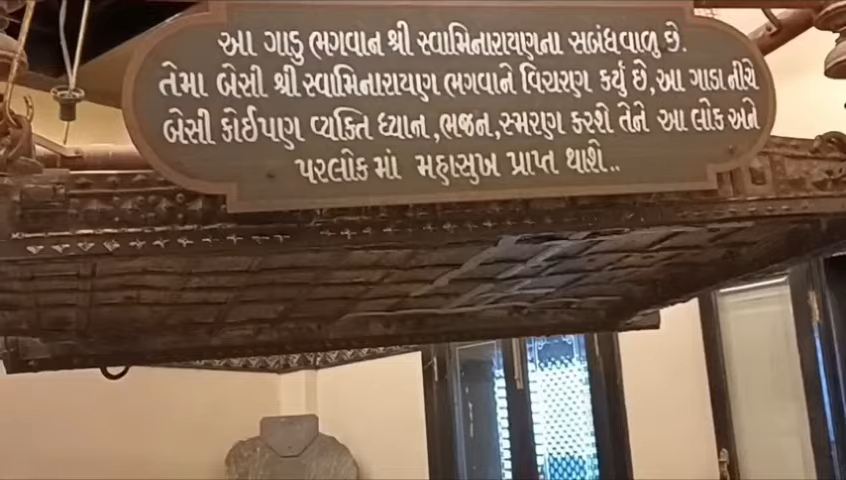 આ ગાડુ ભગવાન શ્રી સ્વામિનારાયણના સબંધવાળુ છે.
તેમા બેસી શ્રી સ્વામિનારાયણ ભગવાને વિચરણ કર્યું છે,આ ગાડા નીચે
બેસી કોઈપણ વ્યક્તિ ધ્યાન,ભજન,સ્મરણ કરશે તેને આ લોક અને
પરલોક માં મહાસુખ પ્રાપ્ત થાશે..